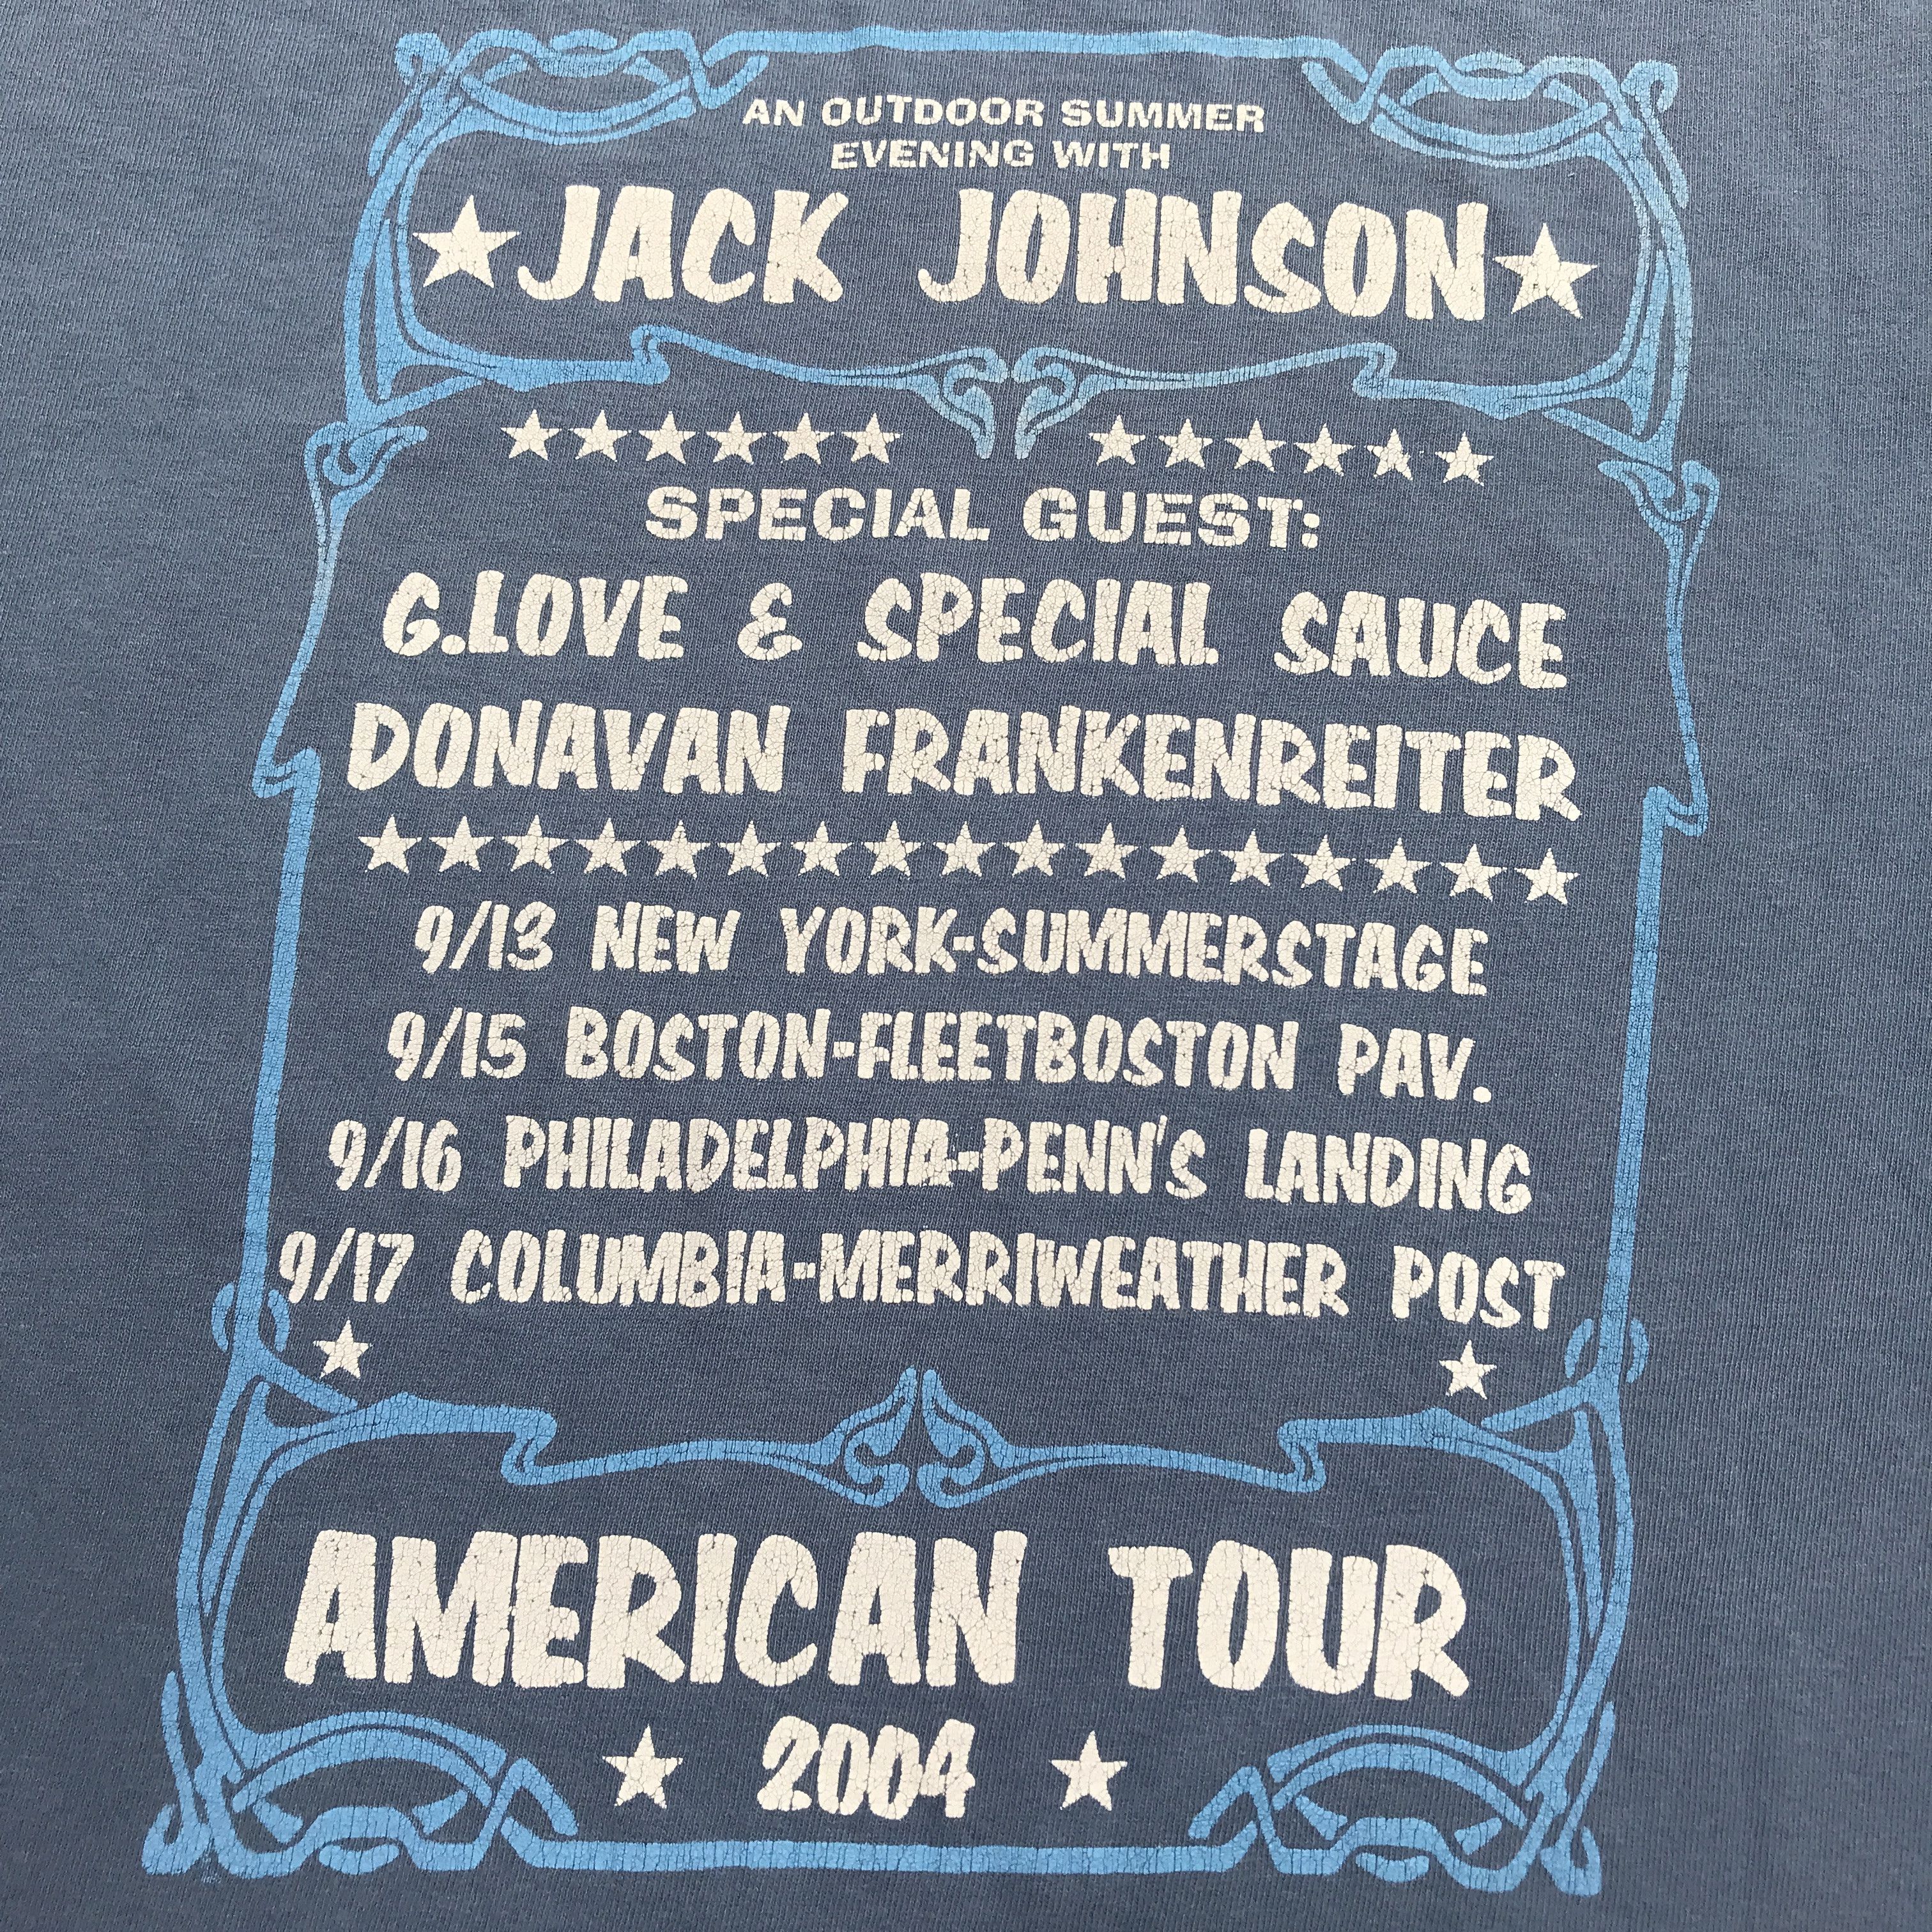 AN OUTDOOR SUMMER
EVENING WITH
JACK JOHNSON
SPECIAL GUEST:
G.LOVE & SPECIAL SAUCE
DONAVAN FRANKENREITER
9/13 NEW YORK-SUMMERSTAGE
9/15 BOSTON-FLEETBOSTON PAV.
9/16 PHILADELPHIA-PENN'S LANDING
9/17 COLUMBIA-MERRIWEATHER POST
AMERICAN TOUR
2004